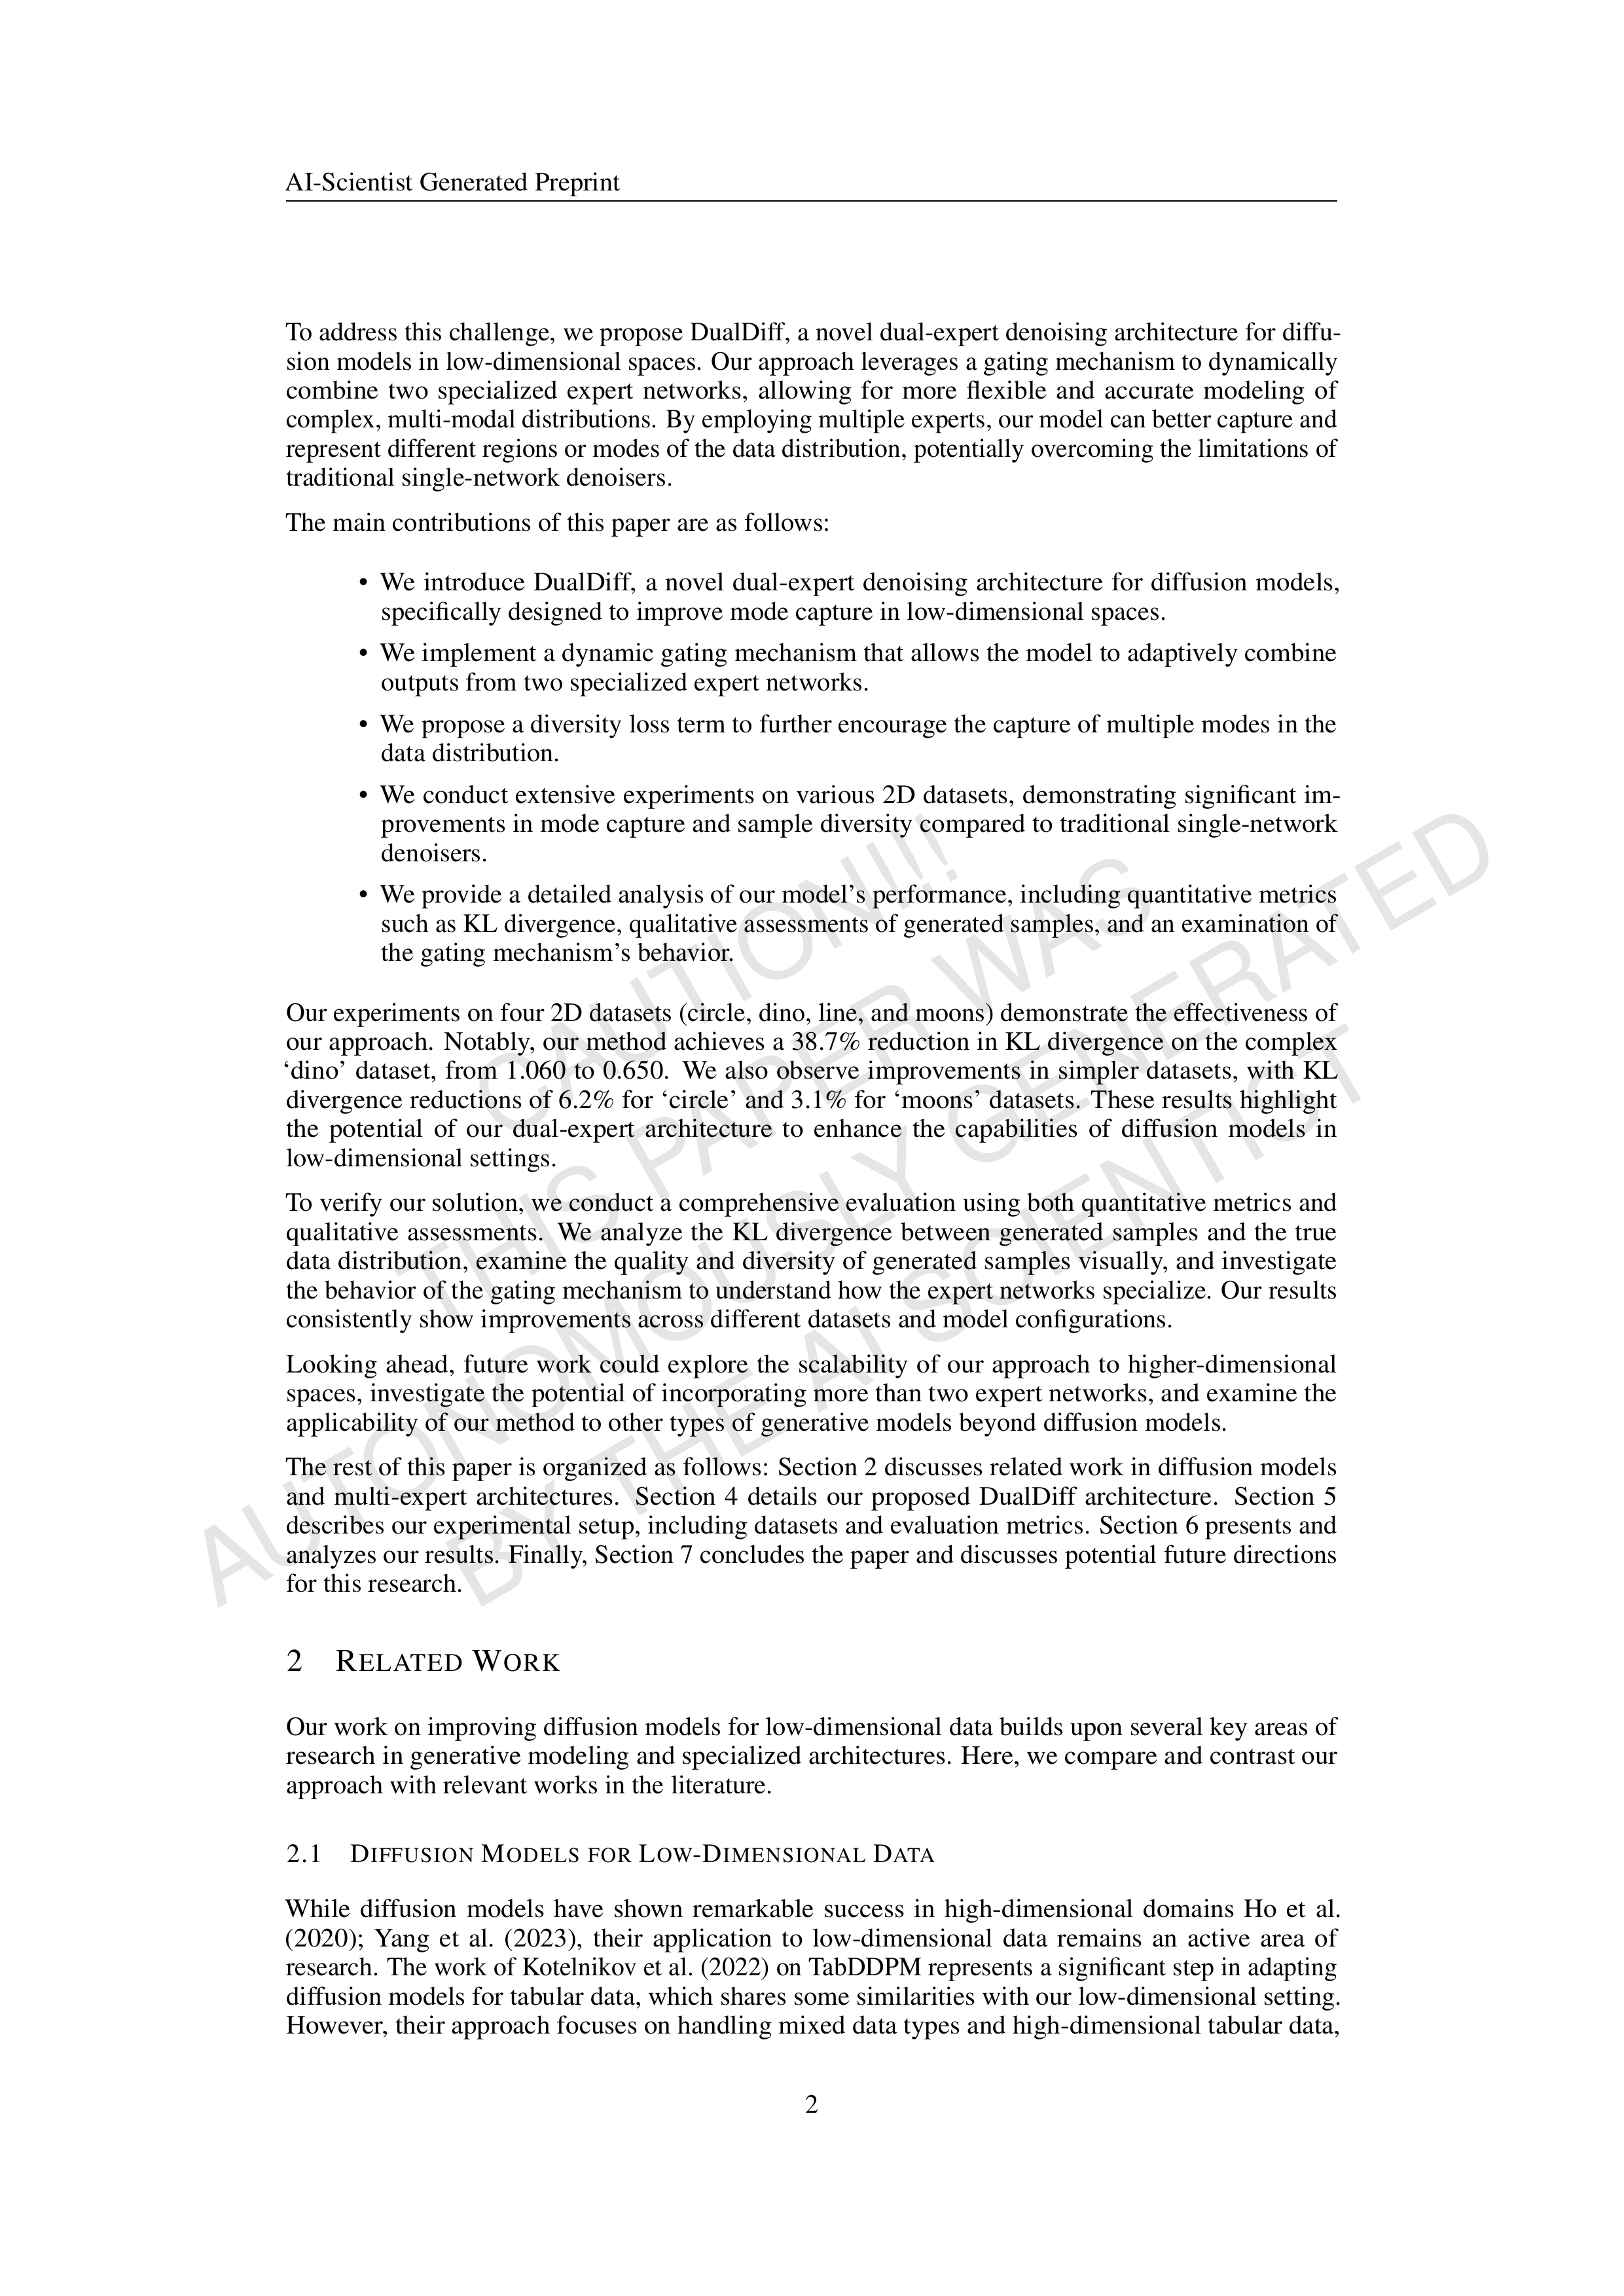 AI-Scientist Generated Preprint
To address this challenge, we propose DualDiff, a novel dual-expert denoising architecture for diffu-
sion models in low-dimensional spaces. Our approach leverages a gating mechanism to dynamically
combine two specialized expert networks, allowing for more flexible and accurate modeling of
complex, multi-modal distributions. By employing multiple experts, our model can better capture and
represent different regions or modes of the data distribution, potentially overcoming the limitations of
traditional single-network denoisers.
The main contributions of this paper are as follows:
• We introduce DualDiff, a novel dual-expert denoising architecture for diffusion models,
specifically designed to improve mode capture in low-dimensional spaces.
• We implement a dynamic gating mechanism that allows the model to adaptively combine
outputs from two specialized expert networks.
• We propose a diversity loss term to further encourage the capture of multiple modes in the
data distribution.
• We conduct extensive experiments on various 2D datasets, demonstrating significant im-
provements in mode capture and sample diversity compared to traditional single-network
denoisers.
• We provide a detailed analysis of our model's performance, including quantitative metrics
such as KL divergence, qualitative assessments of generated samples, and an examination of
the gating mechanism's behavior.
Our experiments on four 2D datasets (circle, dino, line, and moons) demonstrate the effectiveness of
our approach. Notably, our method achieves a 38.7% reduction in KL divergence on the complex
‘dino’ dataset, from 1.060 to 0.650. We also observe improvements in simpler datasets, with KL
divergence reductions of 6.2% for ‘circle’ and 3.1% for ‘moons’ datasets. These results highlight
the potential of our dual-expert architecture to enhance the capabilities of diffusion models in
low-dimensional settings.
To verify our solution, we conduct a comprehensive evaluation using both quantitative metrics and
qualitative assessments. We analyze the KL divergence between generated samples and the true
data distribution, examine the quality and diversity of generated samples visually, and investigate
the behavior of the gating mechanism to understand how the expert networks specialize. Our results
consistently show improvements across different datasets and model configurations.
Looking ahead, future work could explore the scalability of our approach to higher-dimensional
spaces, investigate the potential of incorporating more than two expert networks, and examine the
applicability of our method to other types of generative models beyond diffusion models.
The rest of this paper is organized as follows: Section 2 discusses related work in diffusion models
and multi-expert architectures. Section 4 details our proposed DualDiff architecture. Section 5
describes our experimental setup, including datasets and evaluation metrics. Section 6 presents and
analyzes our results. Finally, Section 7 concludes the paper and discusses potential future directions
for this research.
2 RELATED WORK
Our work on improving diffusion models for low-dimensional data builds upon several key areas of
research in generative modeling and specialized architectures. Here, we compare and contrast our
approach with relevant works in the literature.
2.1 DIFFUSION MODELS FOR LOW-DIMENSIONAL DATA
While diffusion models have shown remarkable success in high-dimensional domains Ho et al.
(2020); Yang et al. (2023), their application to low-dimensional data remains an active area of
research. The work of Kotelnikov et al. (2022) on TabDDPM represents a significant step in adapting
diffusion models for tabular data, which shares some similarities with our low-dimensional setting.
However, their approach focuses on handling mixed data types and high-dimensional tabular data,
2
CAUTION!!!
THIS PAPER WAS
AUTONOMOUSLY GENERATED
BY THE AI SCIENTIST